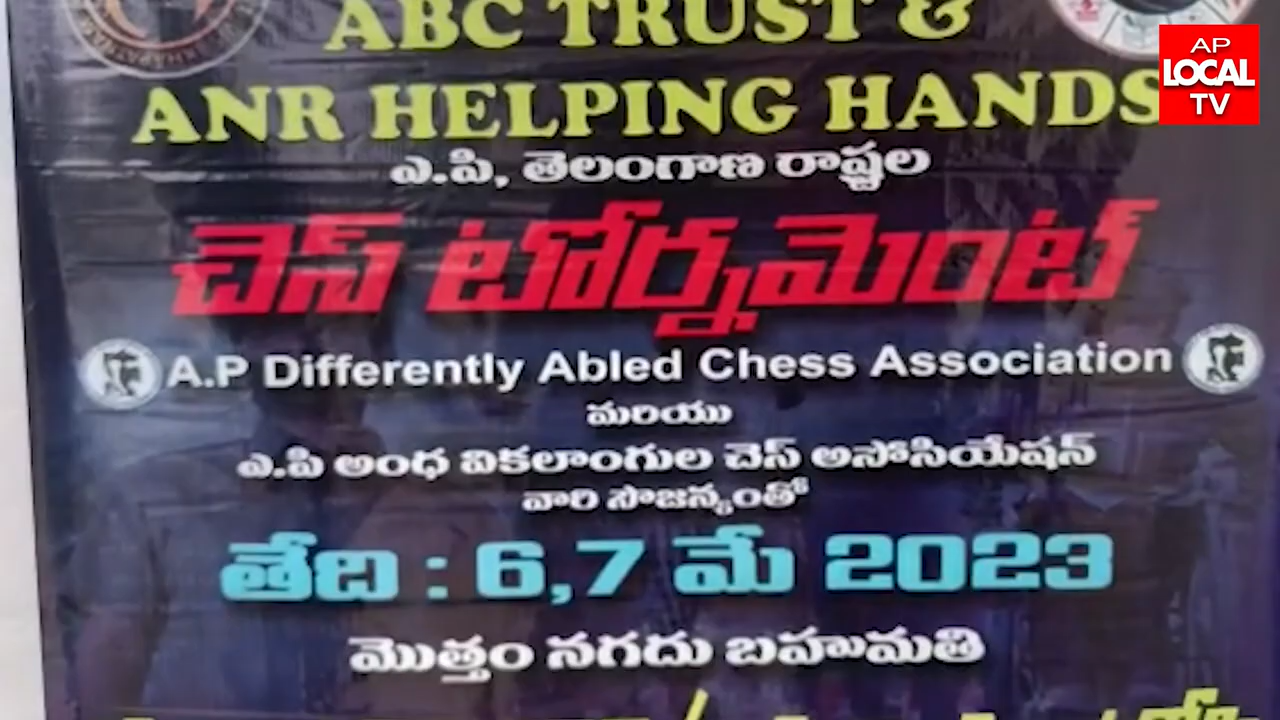 ABC TRUST &
ANR HELPING HANDS
ఎ.పి, తెలంగాణ రాష్ట్రల
చెస్ టోర్నమెంట్
A.P Differently Abled Chess Association
మరియు
ఎ.పి అంధ వికలాంగుల చెస్ అసోసియేషన్
వారి సౌజన్యంతో
తేది : 6,7 మే 2023
మొత్తం నగదు బహుమతి
AP
LOCAL
TV